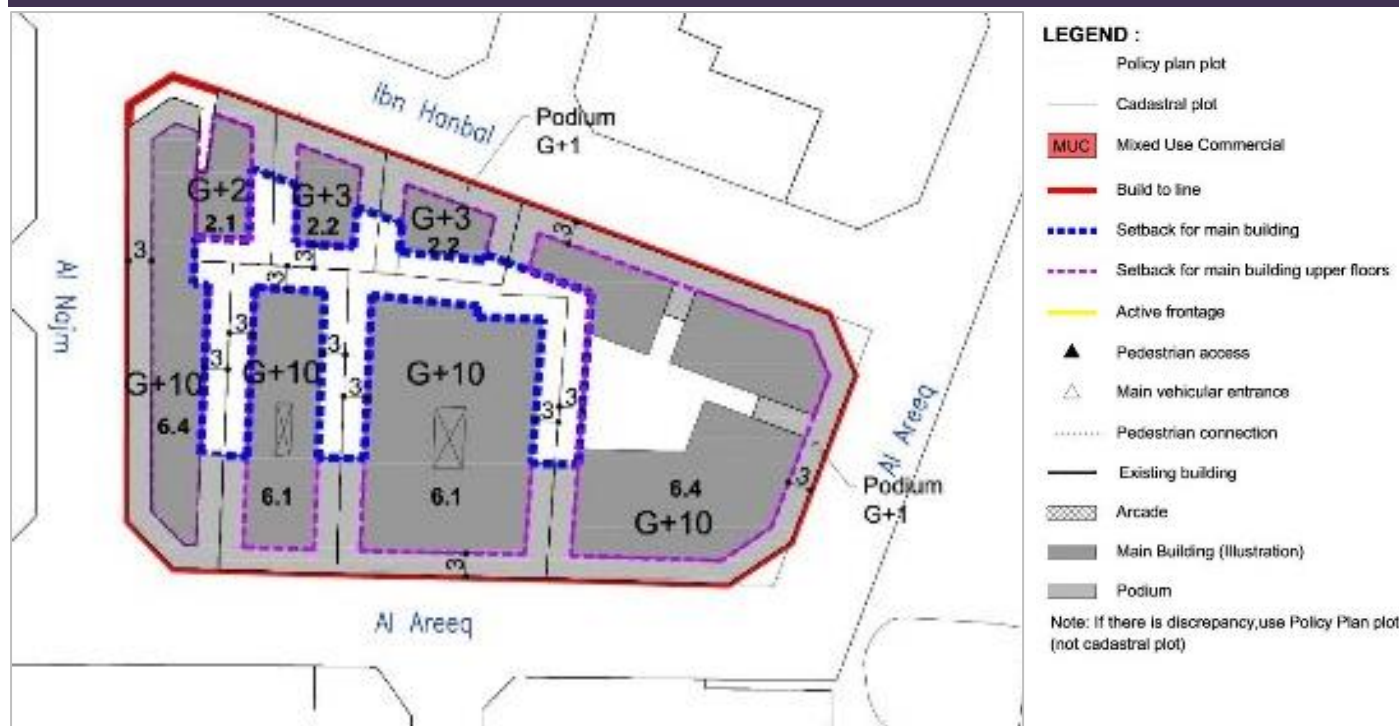 Ibn Hanbal
Podium
G+1
G+2
2.1
G+3
2.2
G+3
2.2
3
3
3
3
Al Najm
3
3
3
3
3
3
G+10
6.4
G+10
6.1
G+10
6.1
6.4
G+10
3
3
Al Areeq
Podium
G+1
Al Areeq
LEGEND :
Policy plan plot
Cadastral plot
MUC Mixed Use Commercial
Build to line
Setback for main building
Setback for main building upper floors
Active frontage
Pedestrian access
Main vehicular entrance
Pedestrian connection
Existing building
Arcade
Main Building (Illustration)
Podium
Note: If there is discrepancy,use Policy Plan plot
(not cadastral plot)